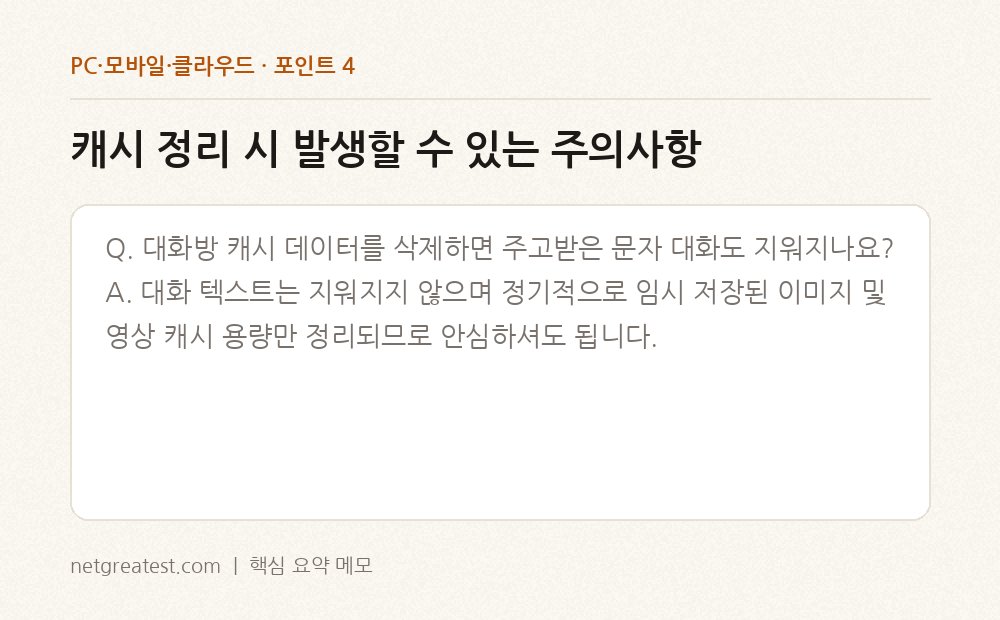 PC·모바일·클라우드 · 포인트 4
캐시 정리 시 발생할 수 있는 주의사항
Q. 대화방 캐시 데이터를 삭제하면 주고받은 문자 대화도 지워지나요?
A. 대화 텍스트는 지워지지 않으며 정기적으로 임시 저장된 이미지 및
영상 캐시 용량만 정리되므로 안심하셔도 됩니다.
netgreatest.com | 핵심 요약 메모